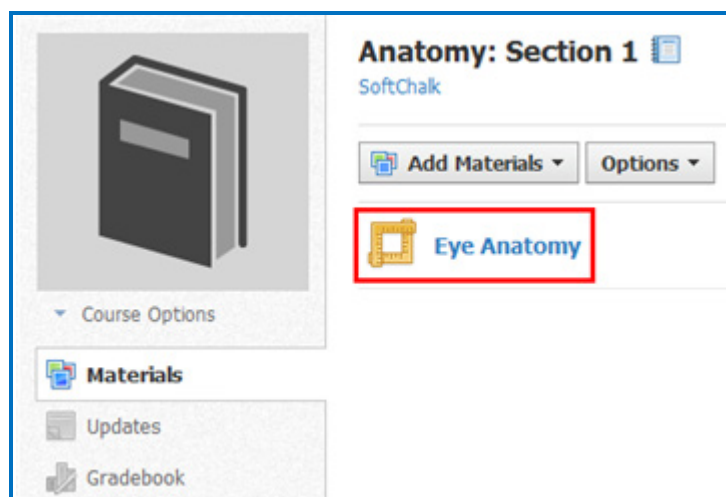 Anatomy: Section 1
SoftChalk
Add Materials
Options
Eye Anatomy
Course Options
Materials
Updates
Gradebook